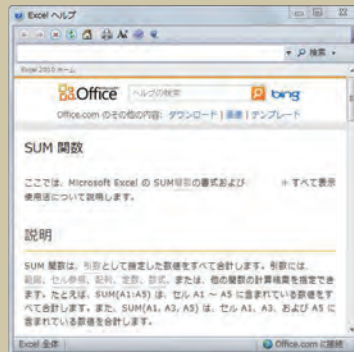 Excel ヘルプ
検索
Excel 2010 ホーム
Office ヘルプの検索 bing
Office.com のその他の内容: ダウンロード | 画像 | テンプレート
SUM 関数
ここでは、Microsoft Excel の SUM関数の書式および すべて表示
使用法について説明します。
説明
SUM 関数は、引数として指定した数値をすべて合計します。引数には、
範囲、セル参照、配列、定数、数式、または、他の関数の計算結果を指定でき
ます。たとえば、SUM(A1:A5) は、セル A1 ～ A5 に含まれている数値をす
べて合計します。また、SUM(A1, A3, A5) は、セル A1、A3、および A5 に
含まれている数値を合計します。
Excel 全体 Office.com に接続